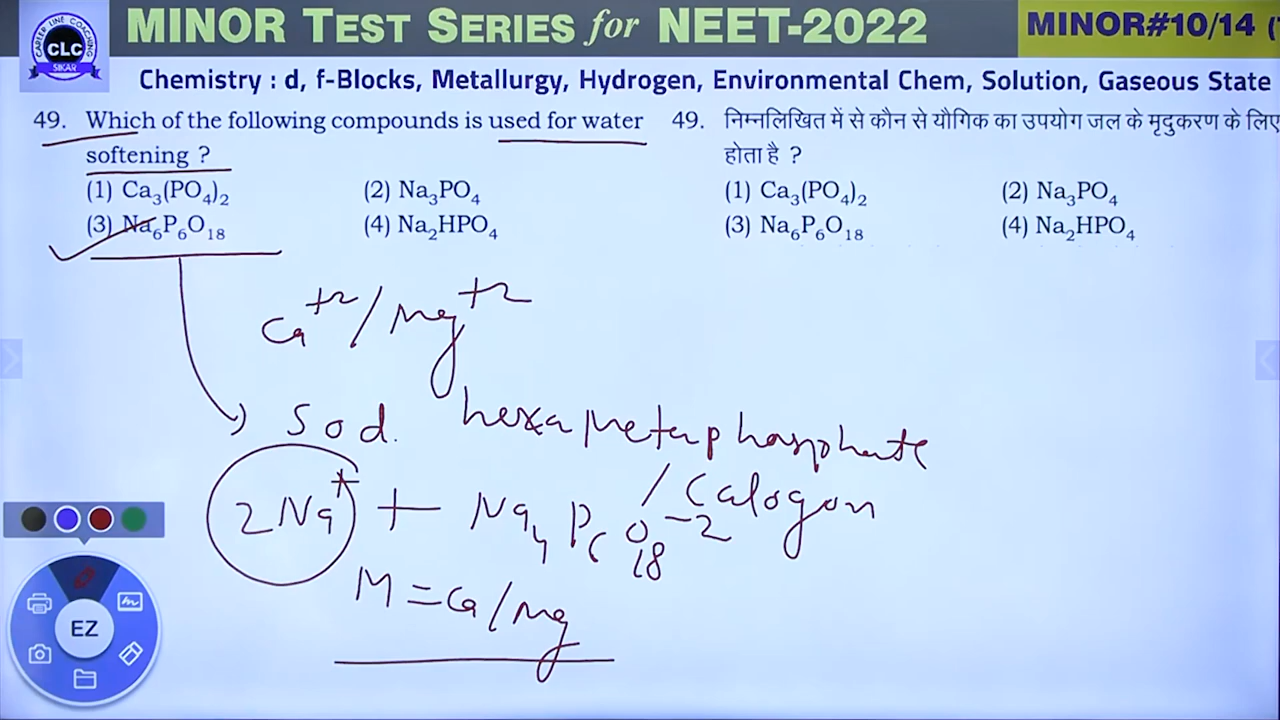 CAREER LINE COACHING
CLC
SIKAR
MINOR TEST SERIES for NEET-2022
MINOR#10/14 (
Chemistry : d, f-Blocks, Metallurgy, Hydrogen, Environmental Chem, Solution, Gaseous State
49. Which of the following compounds is used for water
softening ?
(1) Ca₃(PO₄)₂ (2) Na₃PO₄
(3) Na₆P₆O₁₈ (4) Na₂HPO₄
49. निम्नलिखित में से कौन से यौगिक का उपयोग जल के मृदुकरण के लिए
होता है ?
(1) Ca₃(PO₄)₂ (2) Na₃PO₄
(3) Na₆P₆O₁₈ (4) Na₂HPO₄
Ca⁺²/Mg⁺²
Sod. hexametaphosphate
/ Calogon
2Na⁺ + Na₄P₆O₁₈⁻²
M = Ca/Mg
EZ